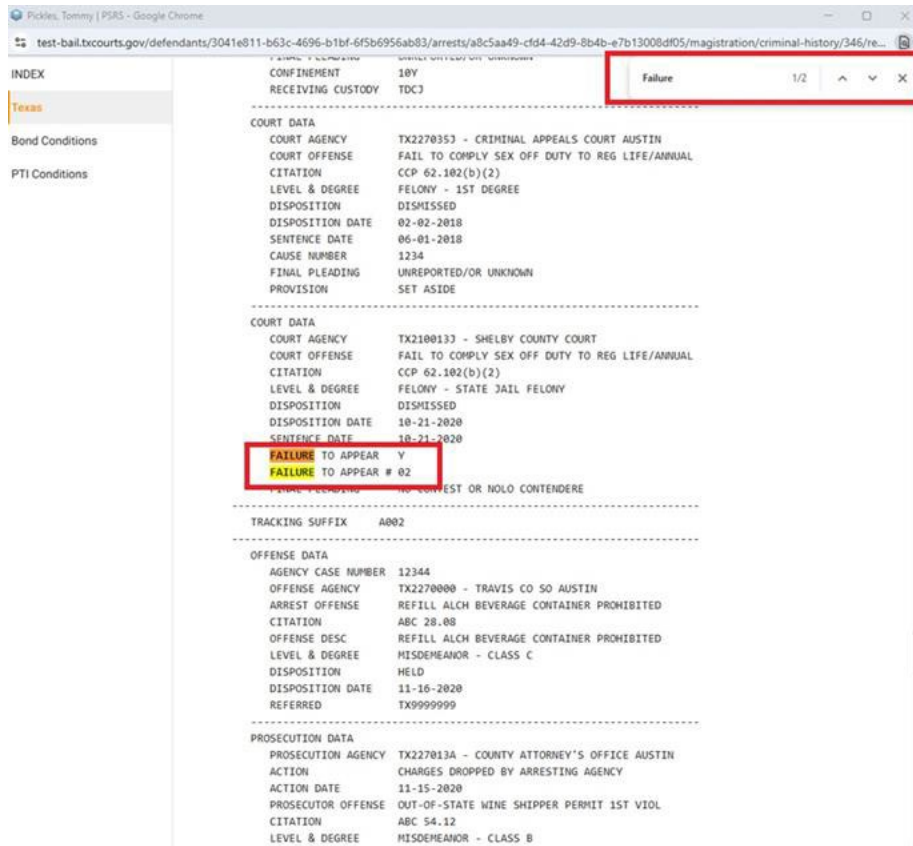 Pickles, Tommy | PSRS - Google Chrome
test-bail.txcourts.gov/defendants/3041e811-b63c-4696-b1bf-6f5b6956ab83/arrests/a8c5aa49-cfd4-42d9-8b4b-e7b13008df05/magistration/criminal-history/346/re...
Failure 1/2
INDEX
Texas
Bond Conditions
PTI Conditions
FINAL PLEADING UNREPORTED/OR UNKNOWN
CONFINEMENT 10Y
RECEIVING CUSTODY TDCJ
COURT DATA
COURT AGENCY TX227035J - CRIMINAL APPEALS COURT AUSTIN
COURT OFFENSE FAIL TO COMPLY SEX OFF DUTY TO REG LIFE/ANNUAL
CITATION CCP 62.102(b)(2)
LEVEL & DEGREE FELONY - 1ST DEGREE
DISPOSITION DISMISSED
DISPOSITION DATE 02-02-2018
SENTENCE DATE 06-01-2018
CAUSE NUMBER 1234
FINAL PLEADING UNREPORTED/OR UNKNOWN
PROVISION SET ASIDE
COURT DATA
COURT AGENCY TX210013J - SHELBY COUNTY COURT
COURT OFFENSE FAIL TO COMPLY SEX OFF DUTY TO REG LIFE/ANNUAL
CITATION CCP 62.102(b)(2)
LEVEL & DEGREE FELONY - STATE JAIL FELONY
DISPOSITION DISMISSED
DISPOSITION DATE 10-21-2020
SENTENCE DATE 10-21-2020
FAILURE TO APPEAR Y
FAILURE TO APPEAR # 02
FINAL PLEADING NO CONTEST OR NOLO CONTENDERE
TRACKING SUFFIX A002
OFFENSE DATA
AGENCY CASE NUMBER 12344
OFFENSE AGENCY TX2270000 - TRAVIS CO SO AUSTIN
ARREST OFFENSE REFILL ALCH BEVERAGE CONTAINER PROHIBITED
CITATION ABC 28.08
OFFENSE DESC REFILL ALCH BEVERAGE CONTAINER PROHIBITED
LEVEL & DEGREE MISDEMEANOR - CLASS C
DISPOSITION HELD
DISPOSITION DATE 11-16-2020
REFERRED TX9999999
PROSECUTION DATA
PROSECUTION AGENCY TX227013A - COUNTY ATTORNEY'S OFFICE AUSTIN
ACTION CHARGES DROPPED BY ARRESTING AGENCY
ACTION DATE 11-15-2020
PROSECUTOR OFFENSE OUT-OF-STATE WINE SHIPPER PERMIT 1ST VIOL
CITATION ABC 54.12
LEVEL & DEGREE MISDEMEANOR - CLASS B